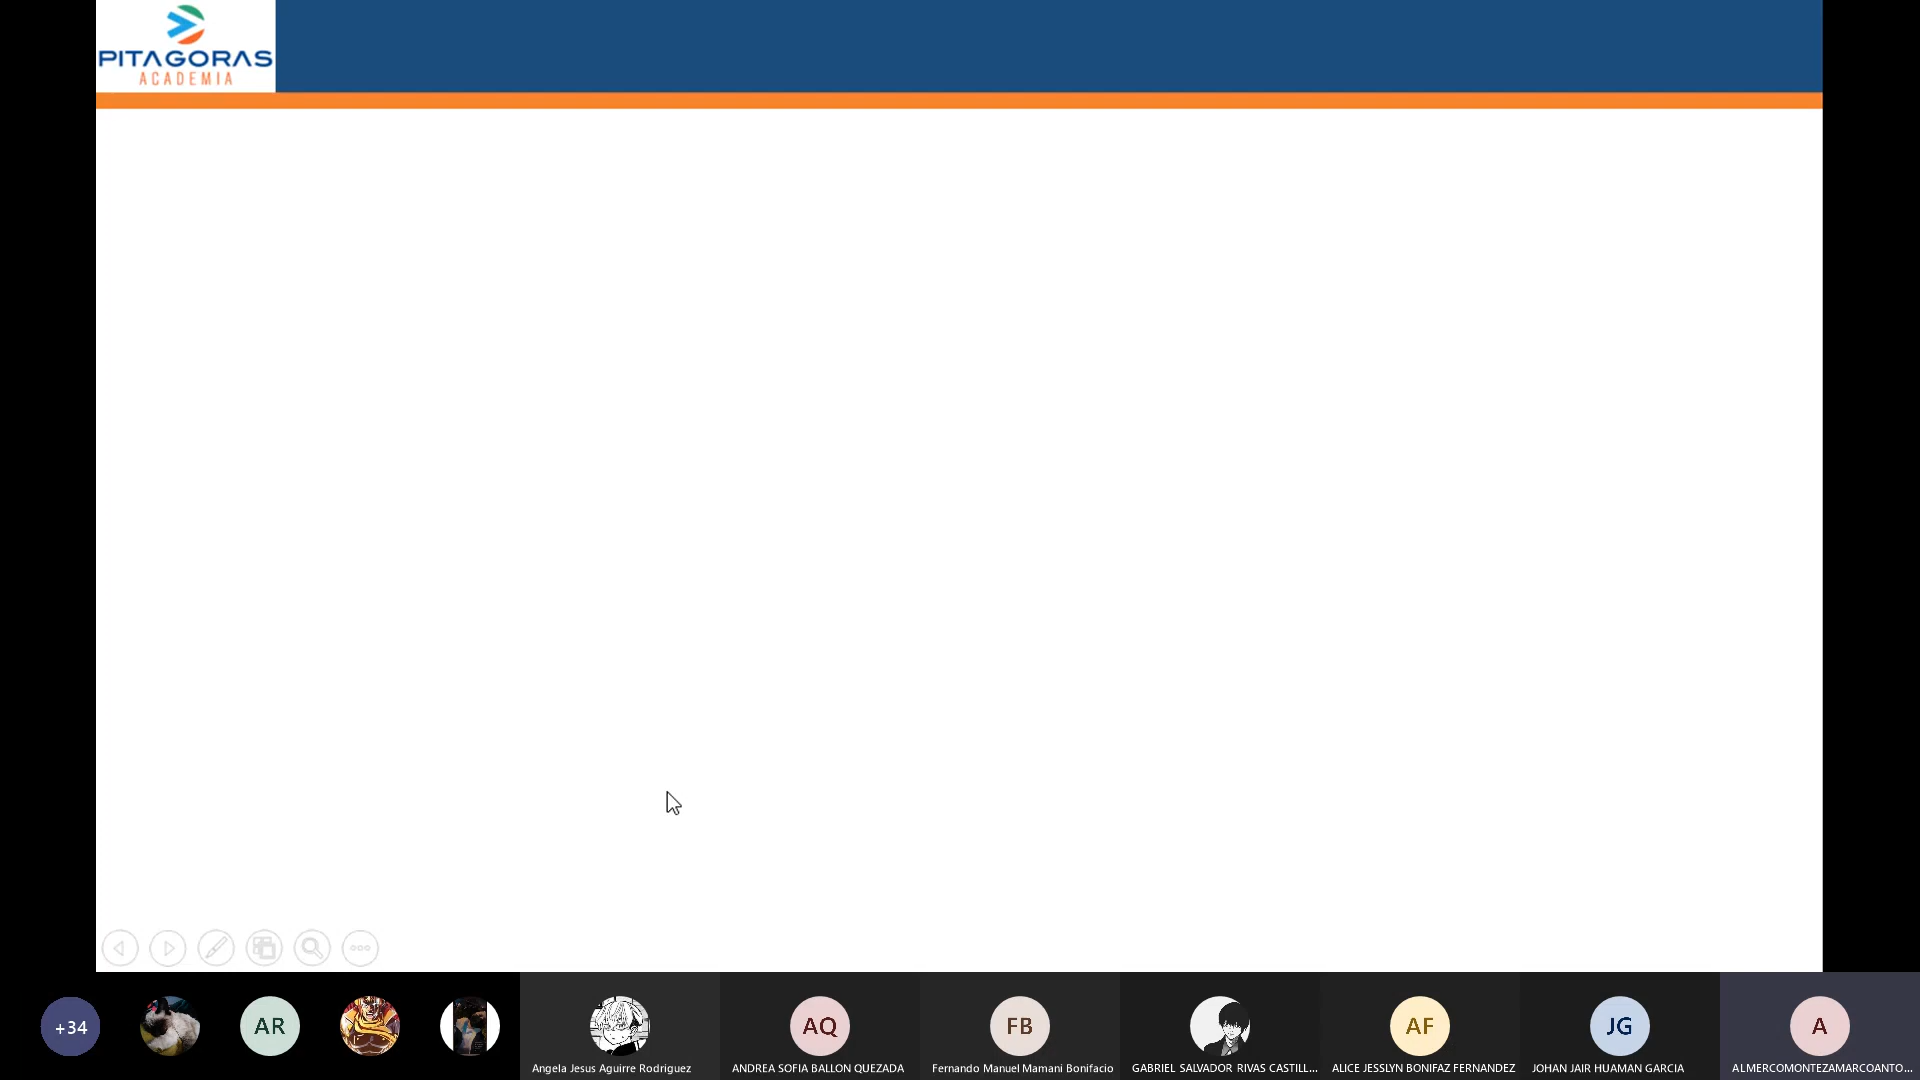 PITAGORAS
ACADEMIA
+34
AR
AQ
FB
AF
JG
A
Angela Jesus Aguirre Rodriguez
ANDREA SOFIA BALLON QUEZADA
Fernando Manuel Mamani Bonifacio
GABRIEL SALVADOR RIVAS CASTILL...
ALICE JESSLYN BONIFAZ FERNANDEZ
JOHAN JAIR HUAMAN GARCIA
ALMERCOMONTEZAMARCOANTO...